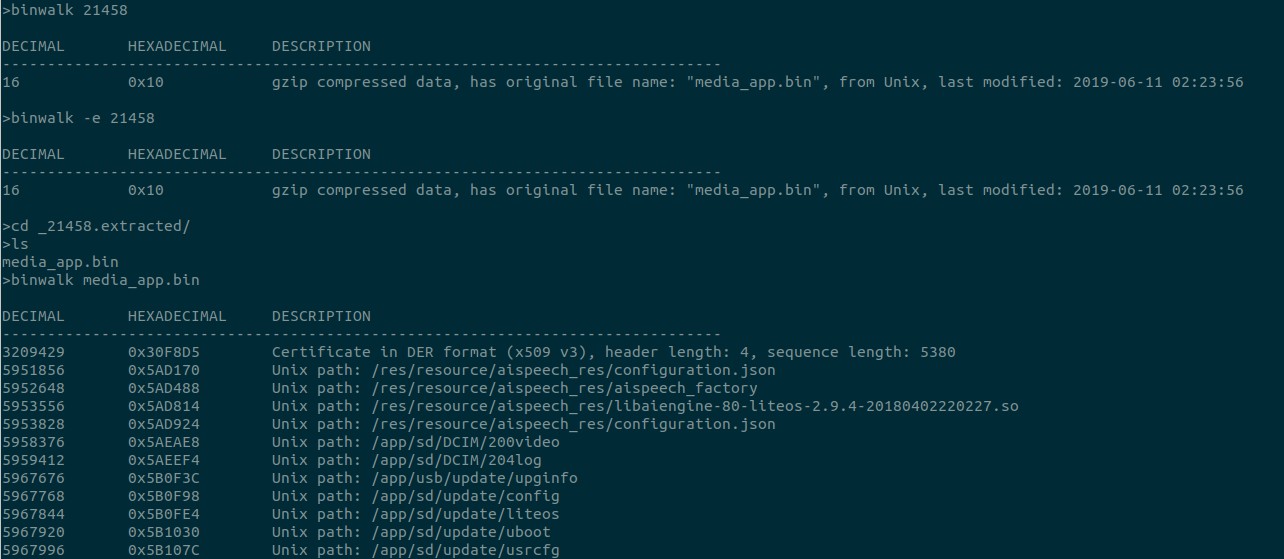 >binwalk 21458
DECIMAL HEXADECIMAL DESCRIPTION
--------------------------------------------------------------------------------
16 0x10 gzip compressed data, has original file name: "media_app.bin", from Unix, last modified: 2019-06-11 02:23:56
>binwalk -e 21458
DECIMAL HEXADECIMAL DESCRIPTION
--------------------------------------------------------------------------------
16 0x10 gzip compressed data, has original file name: "media_app.bin", from Unix, last modified: 2019-06-11 02:23:56
>cd _21458.extracted/
>ls
media_app.bin
>binwalk media_app.bin
DECIMAL HEXADECIMAL DESCRIPTION
--------------------------------------------------------------------------------
3209429 0x30F8D5 Certificate in DER format (x509 v3), header length: 4, sequence length: 5380
5951856 0x5AD170 Unix path: /res/resource/aispeech_res/configuration.json
5952648 0x5AD488 Unix path: /res/resource/aispeech_res/aispeech_factory
5953556 0x5AD814 Unix path: /res/resource/aispeech_res/libaiengine-80-liteos-2.9.4-20180402220227.so
5953828 0x5AD924 Unix path: /res/resource/aispeech_res/configuration.json
5958376 0x5AEAE8 Unix path: /app/sd/DCIM/200video
5959412 0x5AEEF4 Unix path: /app/sd/DCIM/204log
5967676 0x5B0F3C Unix path: /app/usb/update/upginfo
5967768 0x5B0F98 Unix path: /app/sd/update/config
5967844 0x5B0FE4 Unix path: /app/sd/update/liteos
5967920 0x5B1030 Unix path: /app/sd/update/uboot
5967996 0x5B107C Unix path: /app/sd/update/usrcfg